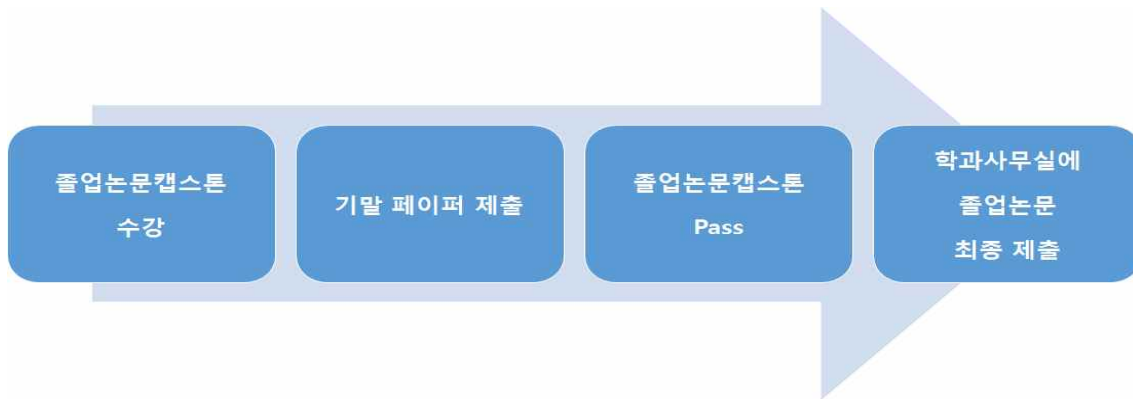 졸업논문캡스톤
수강
기말 페이퍼 제출
졸업논문캡스톤
Pass
학과사무실에
졸업논문
최종 제출